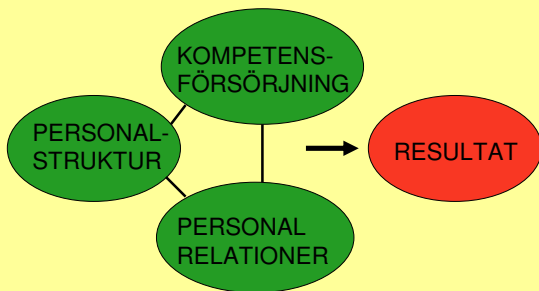 KOMPETENS-
FÖRSÖRJNING
PERSONAL-
STRUKTUR
RESULTAT
PERSONAL
RELATIONER